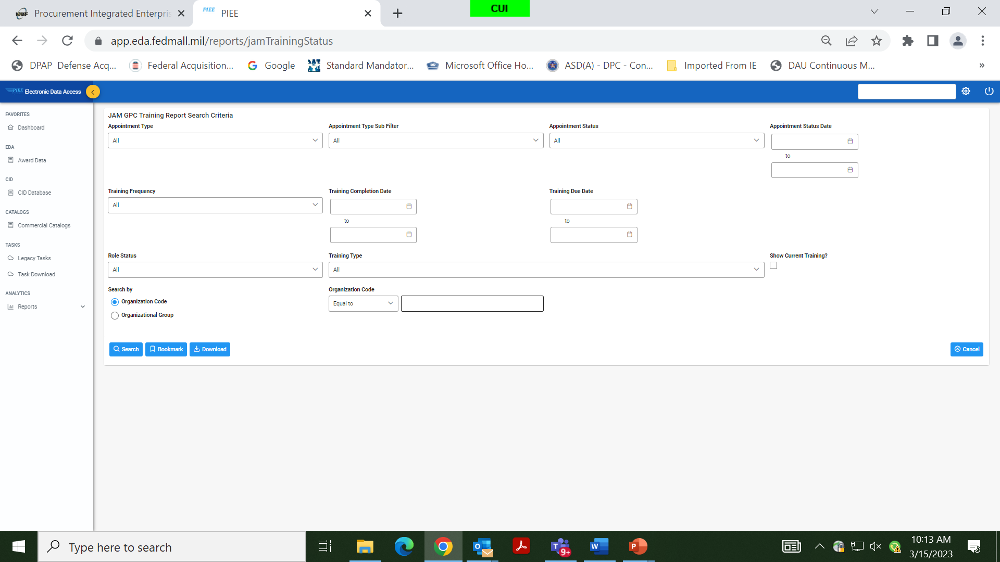 CUI
Procurement Integrated Enterpris
PIEE PIEE
app.eda.fedmall.mil/reports/jamTrainingStatus
DPAP Defense Acq... Federal Acquisition... Google Standard Mandator... Microsoft Office Ho... ASD(A) - DPC - Con... Imported From IE DAU Continuous M... »
PIEE Electronic Data Access
FAVORITES
Dashboard
EDA
Award Data
CID
CID Database
CATALOGS
Commercial Catalogs
TASKS
Legacy Tasks
Task Download
ANALYTICS
Reports
JAM GPC Training Report Search Criteria
Appointment Type Appointment Type Sub Filter Appointment Status Appointment Status Date
All All All
to
Training Frequency Training Completion Date Training Due Date
All
to to
Role Status Training Type Show Current Training?
All All
Search by Organization Code
Organization Code Equal to
Organizational Group
Search Bookmark Download Cancel
Type here to search
9+
10:13 AM
3/15/2023